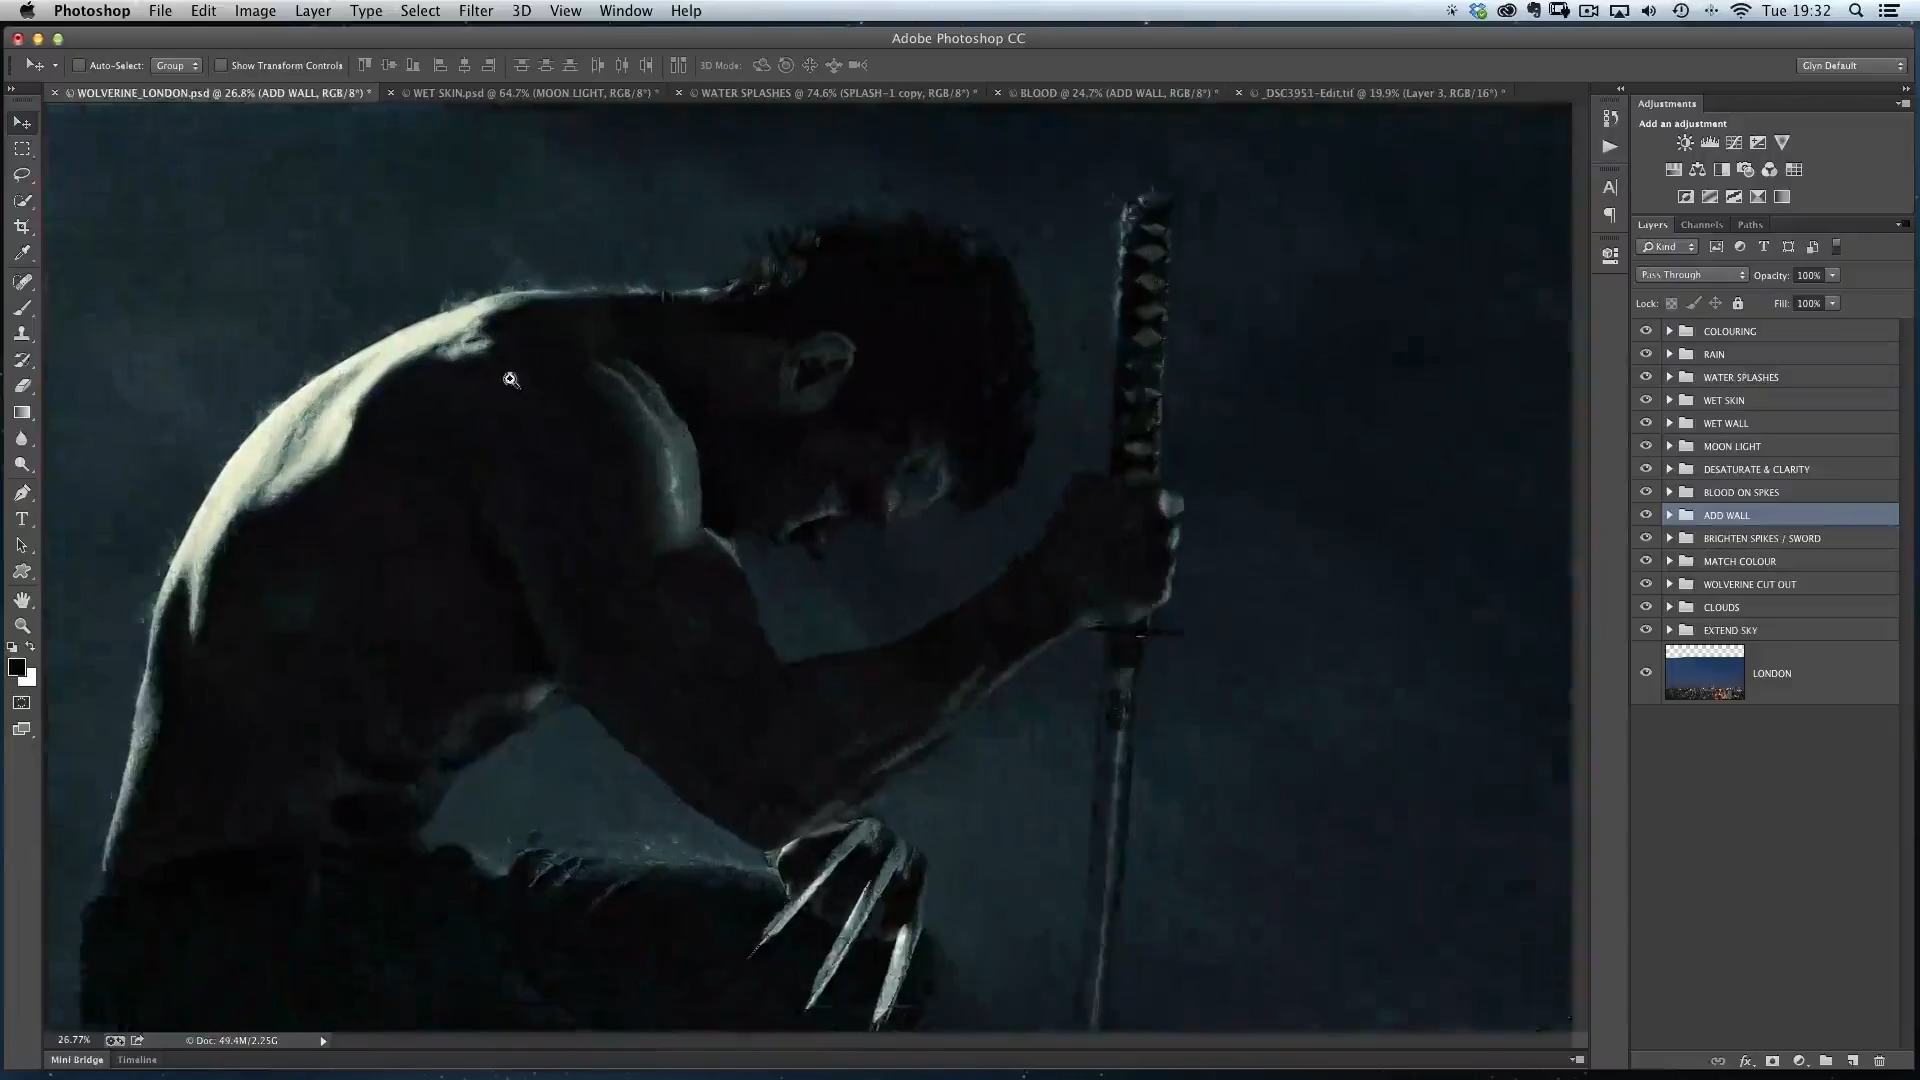 Photoshop File Edit Image Layer Type Select Filter 3D View Window Help Tue 19:32
Adobe Photoshop CC
Auto-Select: Group Show Transform Controls 3D Mode: Glyn Default
× © WOLVERINE_LONDON.psd @ 26.8% (ADD WALL, RGB/8*) * × © WET SKIN.psd @ 64.7% (MOON LIGHT, RGB/8*) * × © WATER SPLASHES @ 74.6% (SPLASH-1 copy, RGB/8*) * × © BLOOD @ 24.7% (ADD WALL, RGB/8*) * × © _DSC3951-Edit.tif @ 19.9% (Layer 3, RGB/16*) *
Adjustments
Add an adjustment
Layers Channels Paths
Kind
Pass Through Opacity: 100%
Lock: Fill: 100%
COLOURING
RAIN
WATER SPLASHES
WET SKIN
WET WALL
MOON LIGHT
DESATURATE & CLARITY
BLOOD ON SPKES
ADD WALL
BRIGHTEN SPIKES / SWORD
MATCH COLOUR
WOLVERINE CUT OUT
CLOUDS
EXTEND SKY
LONDON
26.77% © Doc: 49.4M/2.25G
Mini Bridge Timeline